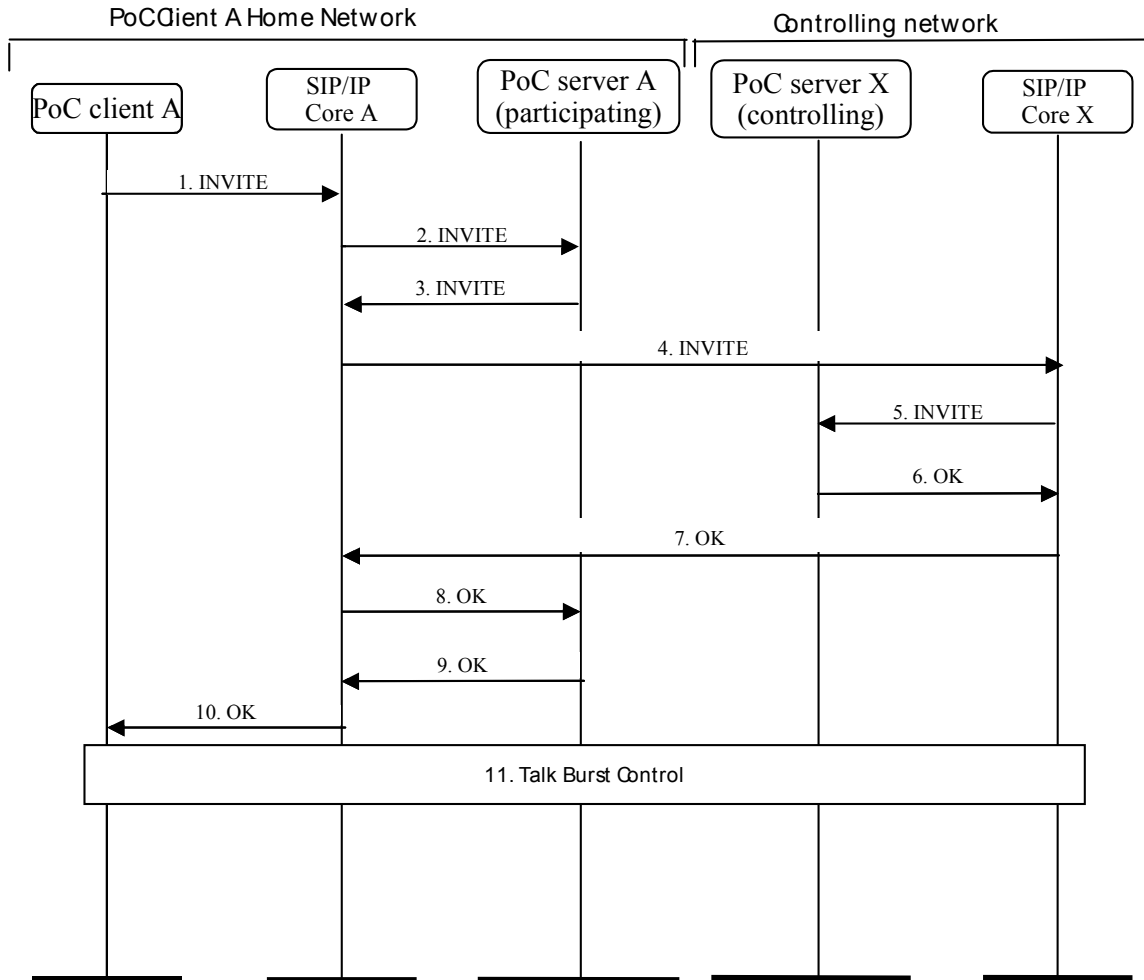 PoCClient A Home Network
Controlling network
PoC client A
SIP/IP
Core A
PoC server A
(participating)
PoC server X
(controlling)
SIP/IP
Core X
1. INVITE
2. INVITE
3. INVITE
4. INVITE
5. INVITE
6. OK
7. OK
8. OK
9. OK
10. OK
11. Talk Burst Control